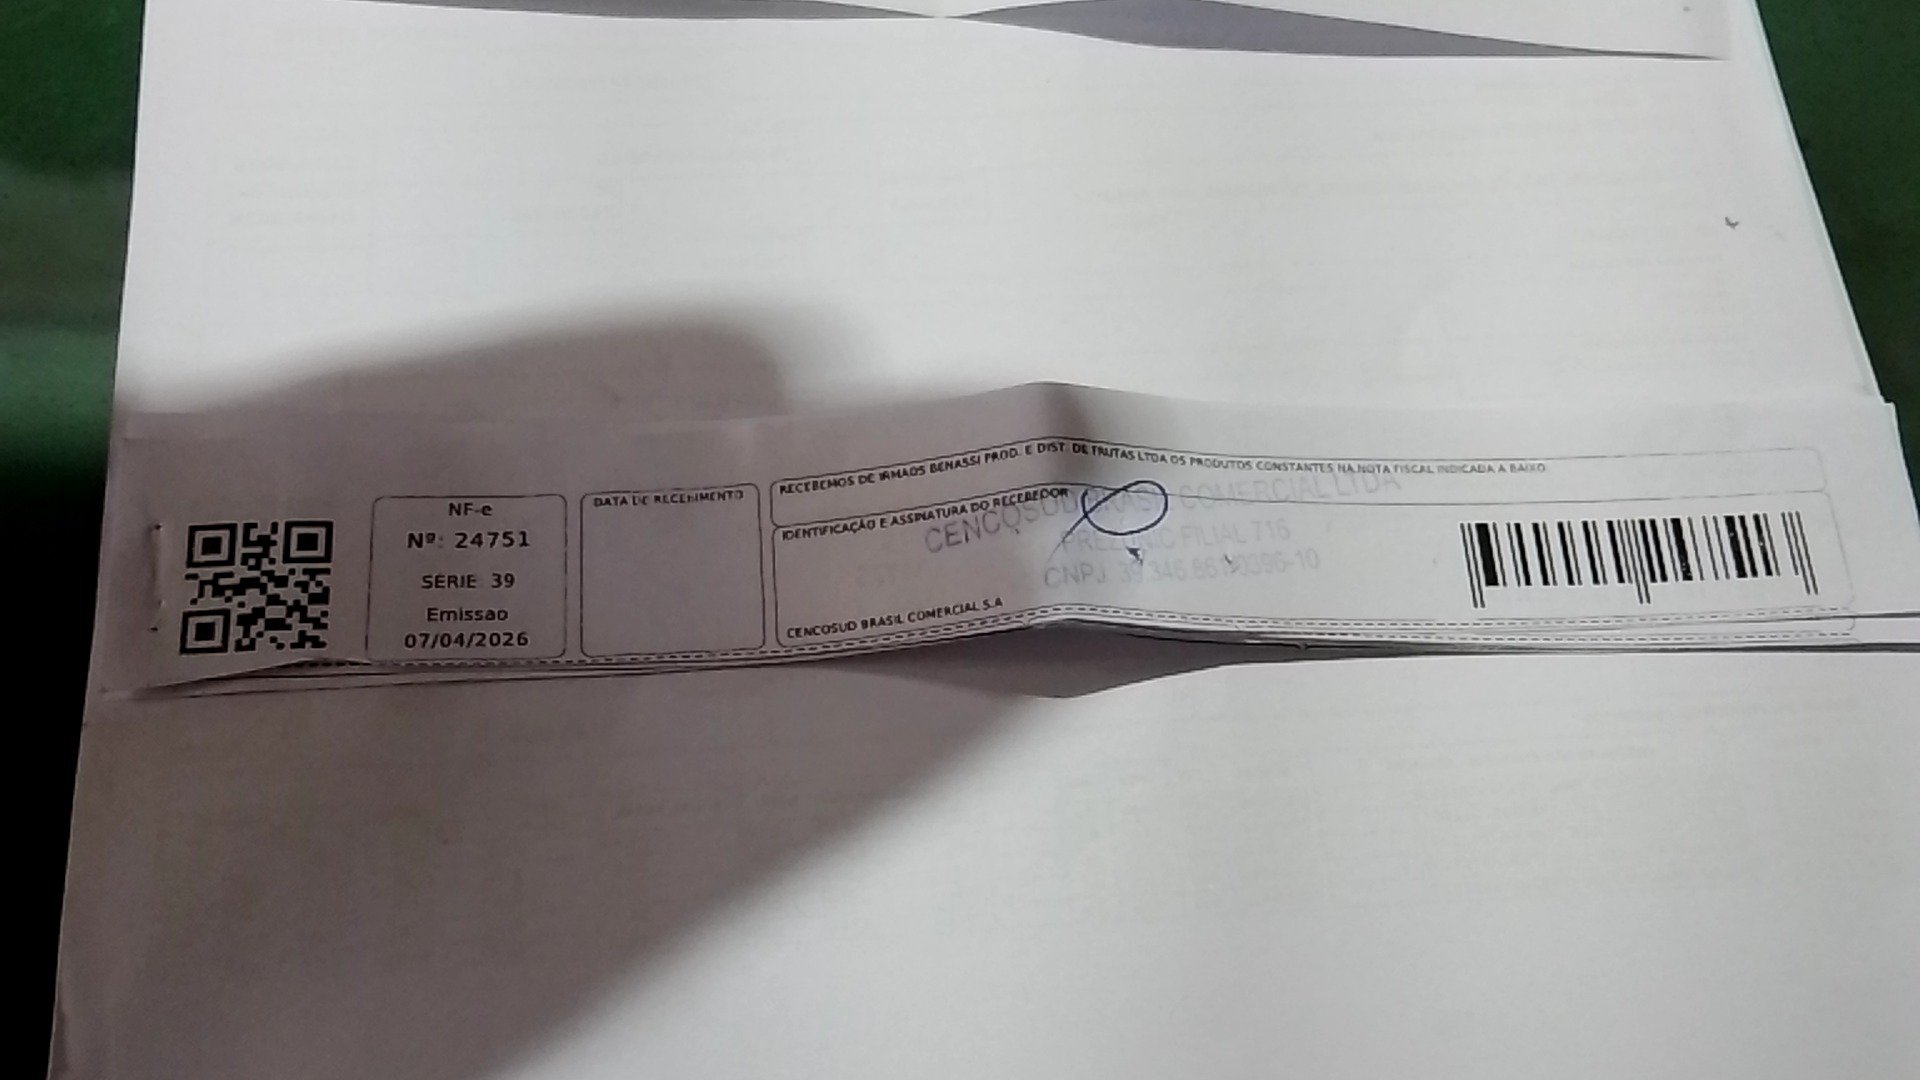 NF-e
Nº: 24751
SÉRIE 39
Emissao
07/04/2026
DATA DE RECEBIMENTO
RECEBEMOS DE IRMAOS BENASSI PROD. E DIST. DE FRUTAS LTDA OS PRODUTOS CONSTANTES NA NOTA FISCAL INDICADA A BAIXO
IDENTIFICAÇÃO E ASSINATURA DO RECEBEDOR
CENCOSUD BRASIL COMERCIAL LTDA
FILIAL 716
CNPJ
CENCOSUD BRASIL COMERCIAL S.A